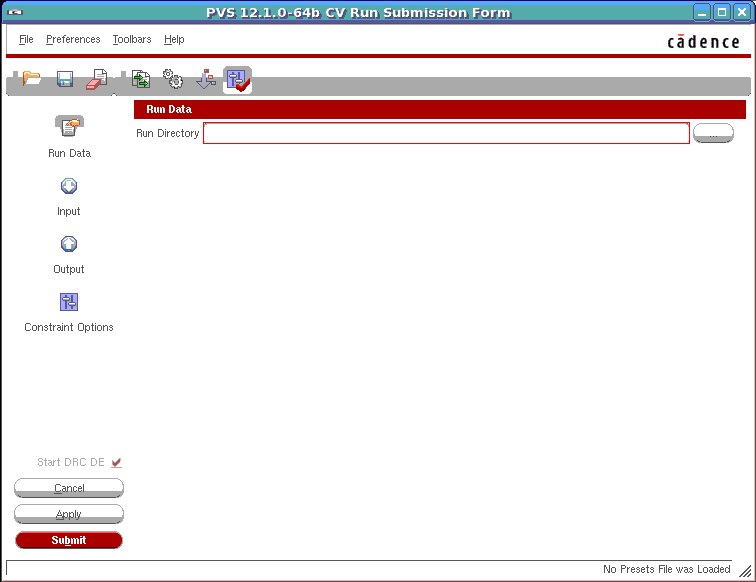 PVS 12.1.0-64b CV Run Submission Form
File Preferences Toolbars Help
cādence
Run Data
Run Directory
...
Run Data
Input
Output
Constraint Options
Start DRC DE
Cancel
Apply
Submit
No Presets File was Loaded